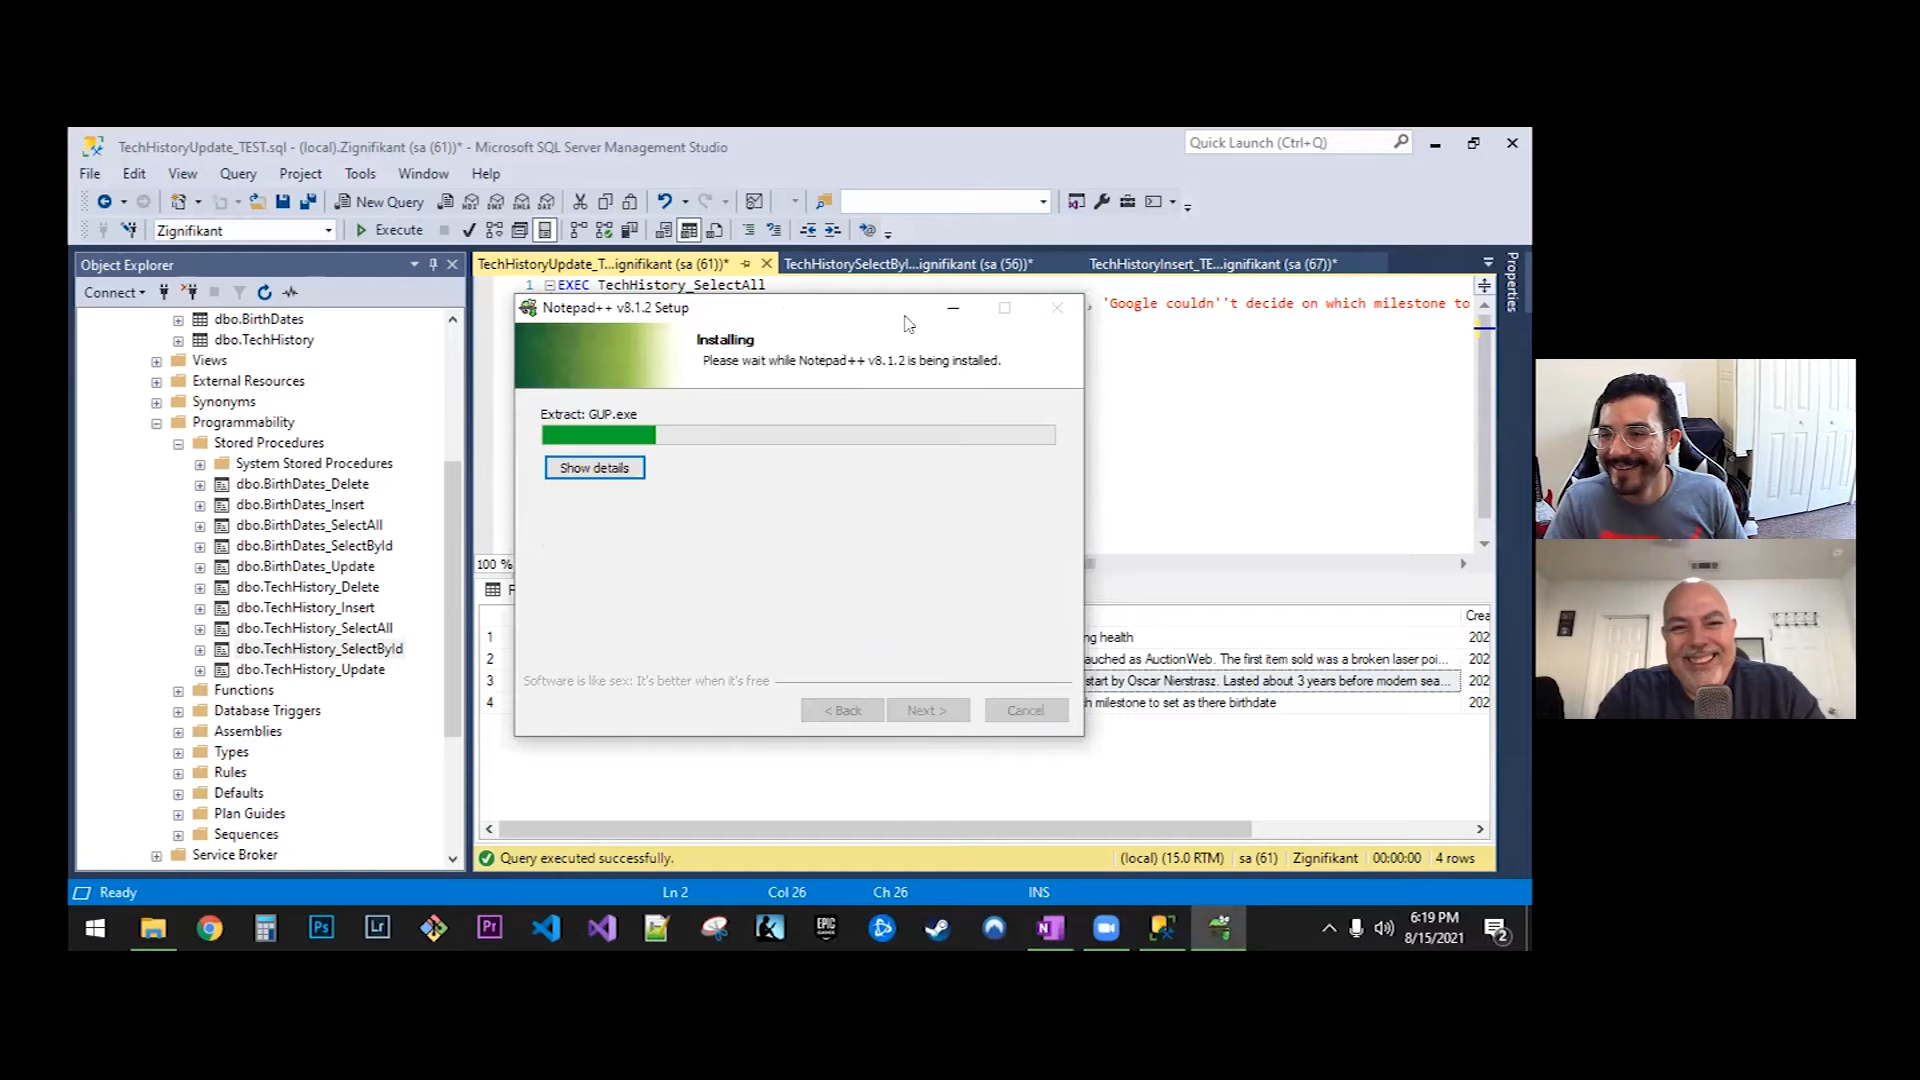 TechHistoryUpdate_TEST.sql - (local).Zignifikant (sa (61))* - Microsoft SQL Server Management Studio
Quick Launch (Ctrl+Q)
File Edit View Query Project Tools Window Help
New Query
Zignifikant
Execute
Object Explorer
TechHistoryUpdate_T...ignifikant (sa (61))*
TechHistorySelectByI...ignifikant (sa (56))*
TechHistoryInsert_TE...ignifikant (sa (67))*
Properties
Connect
dbo.BirthDates
dbo.TechHistory
Views
External Resources
Synonyms
Programmability
Stored Procedures
System Stored Procedures
dbo.BirthDates_Delete
dbo.BirthDates_Insert
dbo.BirthDates_SelectAll
dbo.BirthDates_SelectById
dbo.BirthDates_Update
dbo.TechHistory_Delete
dbo.TechHistory_Insert
dbo.TechHistory_SelectAll
dbo.TechHistory_SelectById
dbo.TechHistory_Update
Functions
Database Triggers
Assemblies
Types
Rules
Defaults
Plan Guides
Sequences
Service Broker
1 EXEC TechHistory_SelectAll
'Google couldn''t decide on which milestone to
Notepad++ v8.1.2 Setup
Installing
Please wait while Notepad++ v8.1.2 is being installed.
Extract: GUP.exe
Show details
Software is like sex: It's better when it's free
< Back
Next >
Cancel
100 %
Crea
1 ng health 202
2 auched as AuctionWeb. The first item sold was a broken laser poi... 202
3 start by Oscar Nierstrasz. Lasted about 3 years before modern sea... 202
4 h milestone to set as there birthdate 202
Query executed successfully.
(local) (15.0 RTM) sa (61) Zignifikant 00:00:00 4 rows
Ready
Ln 2
Col 26
Ch 26
INS
Ps
Lr
Pr
EPIC
GAMES
N
6:19 PM
8/15/2021
2